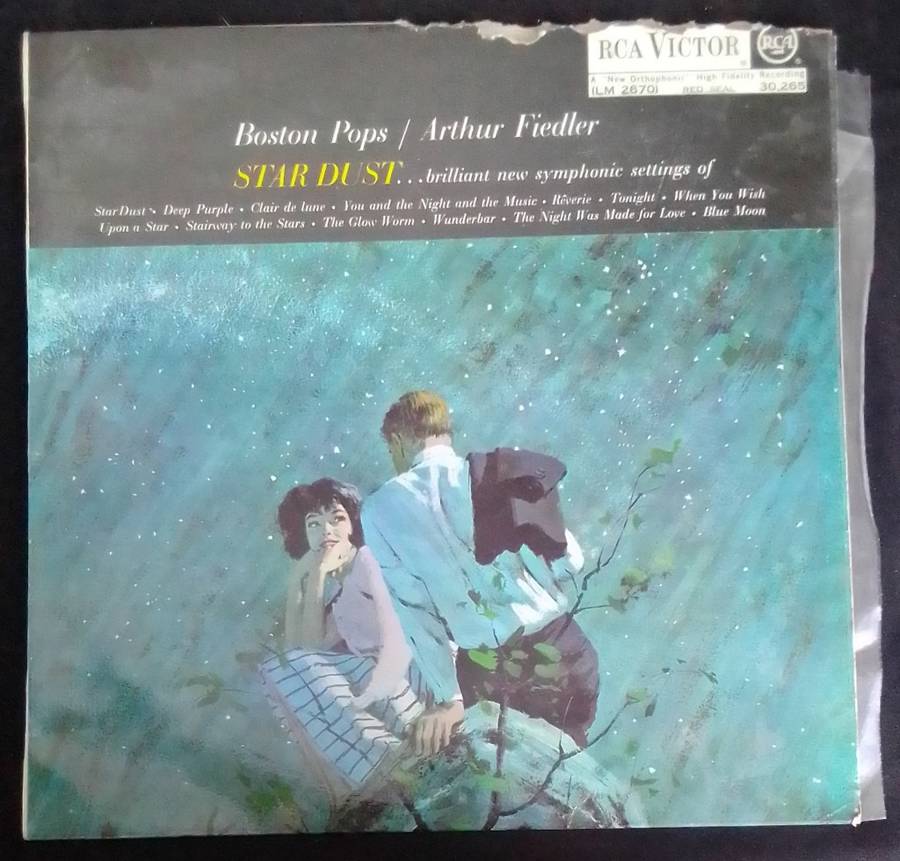 RCA VICTOR RCA
A "New Orthophonic" High Fidelity Recording
(LM 2670) RED SEAL 30,265
Boston Pops / Arthur Fiedler
STAR DUST...brilliant new symphonic settings of
Star Dust • Deep Purple • Clair de lune • You and the Night and the Music • Rêverie • Tonight • When You Wish
Upon a Star • Stairway to the Stars • The Glow Worm • Wunderbar • The Night Was Made for Love • Blue Moon